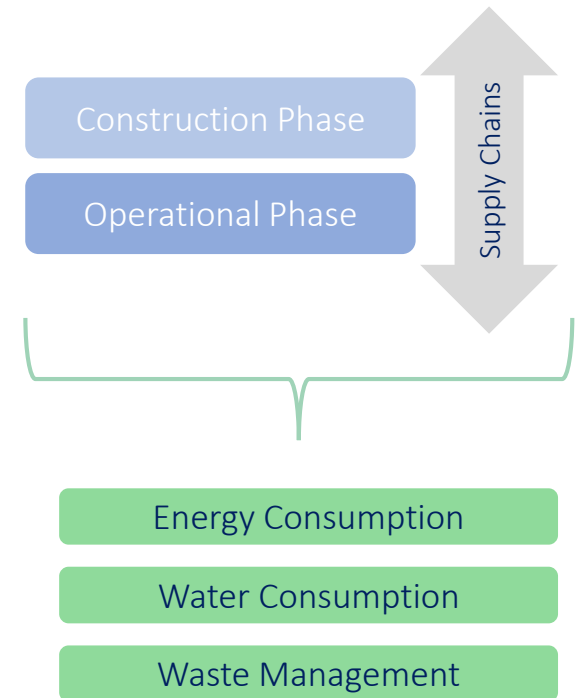 Construction Phase
Operational Phase
Supply Chains
Energy Consumption
Water Consumption
Waste Management